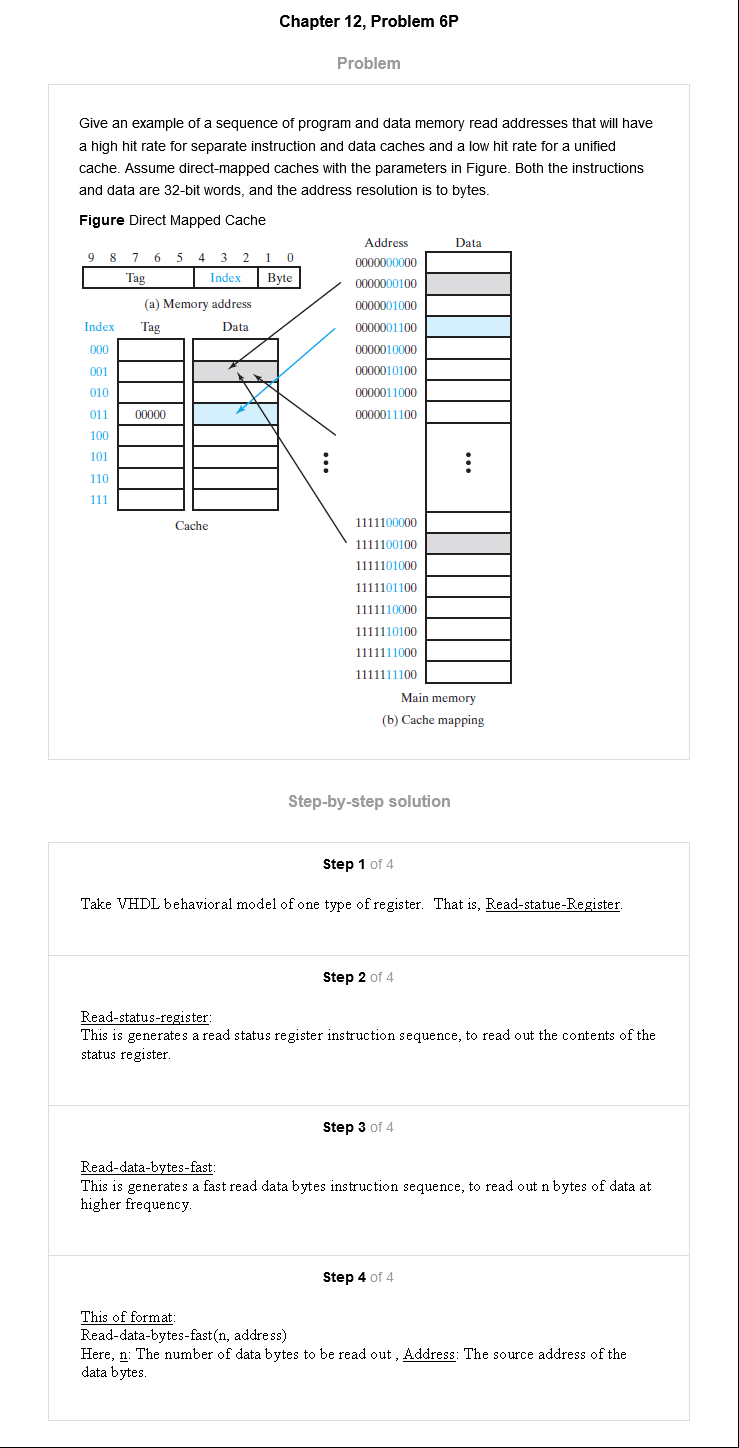 Chapter 12, Problem 6P
Problem
Give an example of a sequence of program and data memory read addresses that will have
a high hit rate for separate instruction and data caches and a low hit rate for a unified
cache. Assume direct-mapped caches with the parameters in Figure. Both the instructions
and data are 32-bit words, and the address resolution is to bytes.
Figure Direct Mapped Cache
9 8 7 6 5 4 3 2 1 0
Tag Index Byte
(a) Memory address
Index Tag Data
000
001
010
011 00000
100
101
110
111
Cache
Address Data
0000000000
0000000100
0000001000
0000001100
0000010000
0000010100
0000011000
0000011100
1111100000
1111100100
1111101000
1111101100
1111110000
1111110100
1111111000
1111111100
Main memory
(b) Cache mapping
Step-by-step solution
Step 1 of 4
Take VHDL behavioral model of one type of register. That is, Read-statue-Register.
Step 2 of 4
Read-status-register:
This is generates a read status register instruction sequence, to read out the contents of the
status register.
Step 3 of 4
Read-data-bytes-fast:
This is generates a fast read data bytes instruction sequence, to read out n bytes of data at
higher frequency.
Step 4 of 4
This of format:
Read-data-bytes-fast(n, address)
Here, n: The number of data bytes to be read out , Address: The source address of the
data bytes.